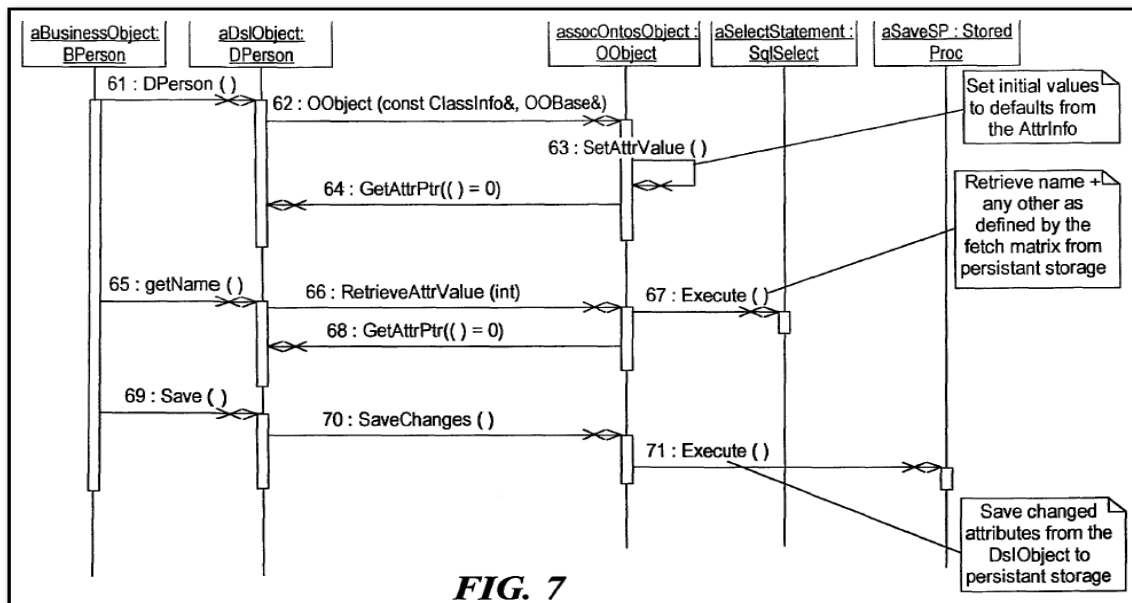 aBusinessObject:
BPerson
aDslObject:
DPerson
assocOntosObject :
OObject
aSelectStatement :
SqlSelect
aSaveSP : Stored
Proc
61 : DPerson ( )
62 : OObject (const ClassInfo&, OOBase&)
63 : SetAttrValue ( )
Set initial values
to defaults from
the AttrInfo
64 : GetAttrPtr(( ) = 0)
Retrieve name +
any other as
defined by the
fetch matrix from
persistant storage
65 : getName ( )
66 : RetrieveAttrValue (int)
67 : Execute ( )
68 : GetAttrPtr(( ) = 0)
69 : Save ( )
70 : SaveChanges ( )
71 : Execute ( )
Save changed
attributes from the
DslObject to
persistant storage
FIG. 7